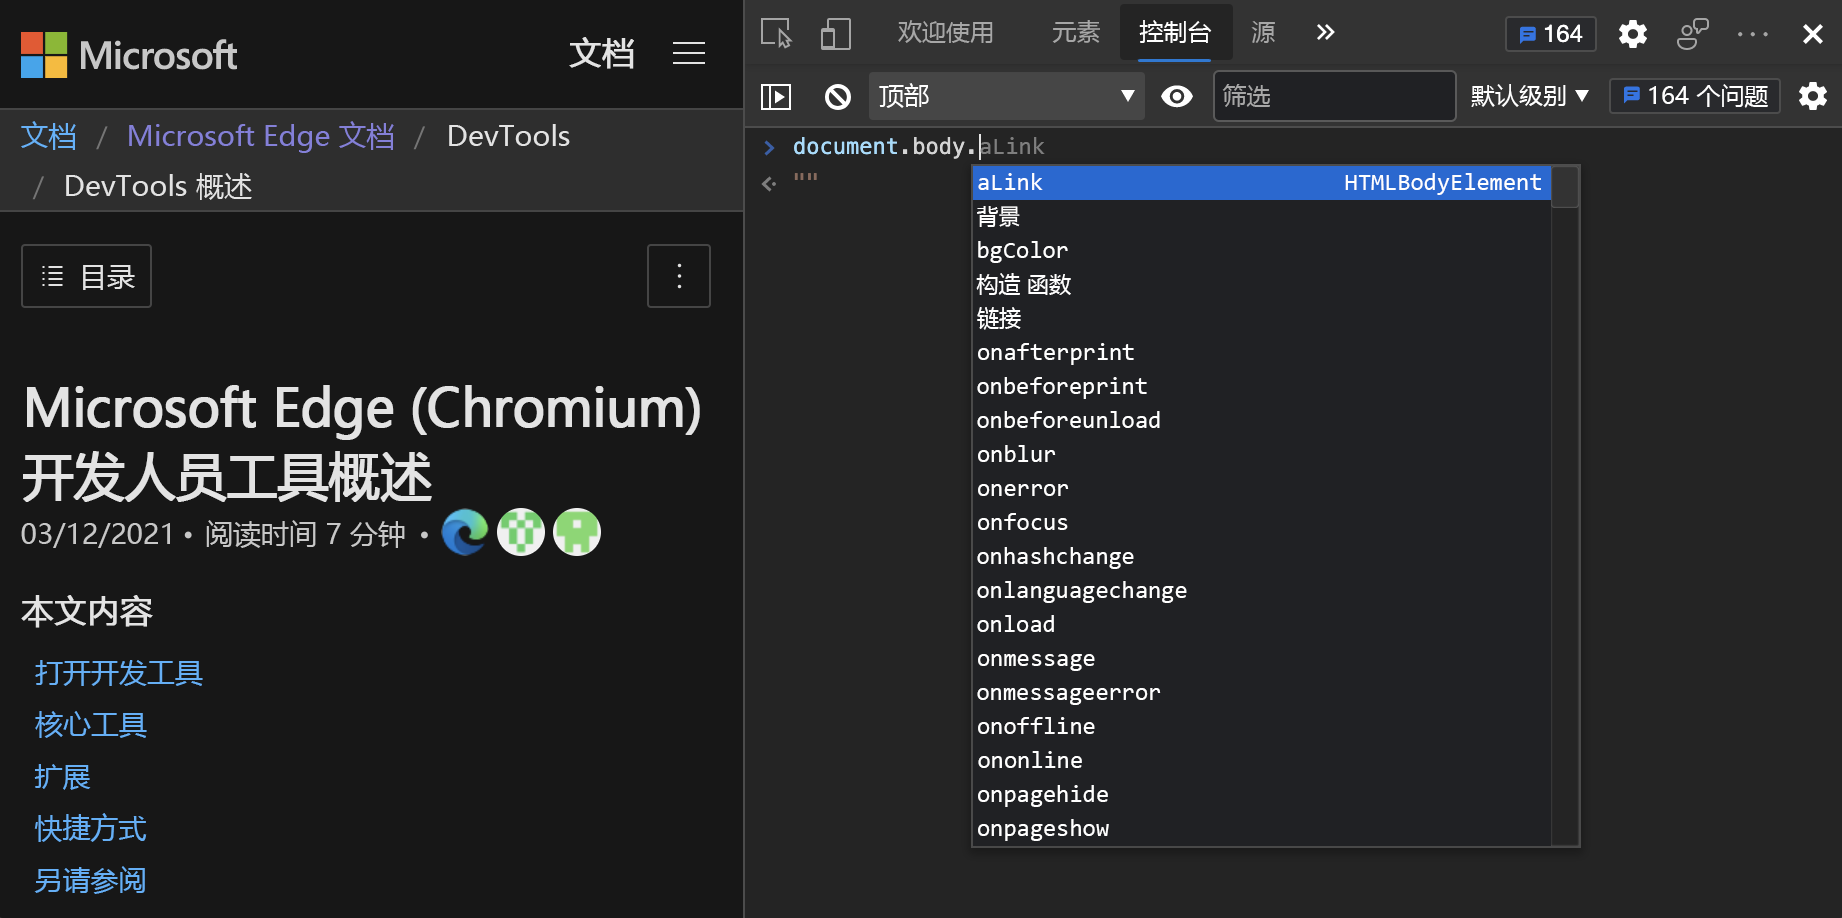 Microsoft
文档
文档 / Microsoft Edge 文档 / DevTools
/ DevTools 概述
目录
Microsoft Edge (Chromium)
开发人员工具概述
03/12/2021 • 阅读时间 7 分钟 •
本文内容
打开开发工具
核心工具
扩展
快捷方式
另请参阅
欢迎使用 元素 控制台 源 164
顶部 筛选 默认级别 164 个问题
document.body.aLink
""
aLink HTMLBodyElement
背景
bgColor
构造 函数
链接
onafterprint
onbeforeprint
onbeforeunload
onblur
onerror
onfocus
onhashchange
onlanguagechange
onload
onmessage
onmessageerror
onoffline
ononline
onpagehide
onpageshow